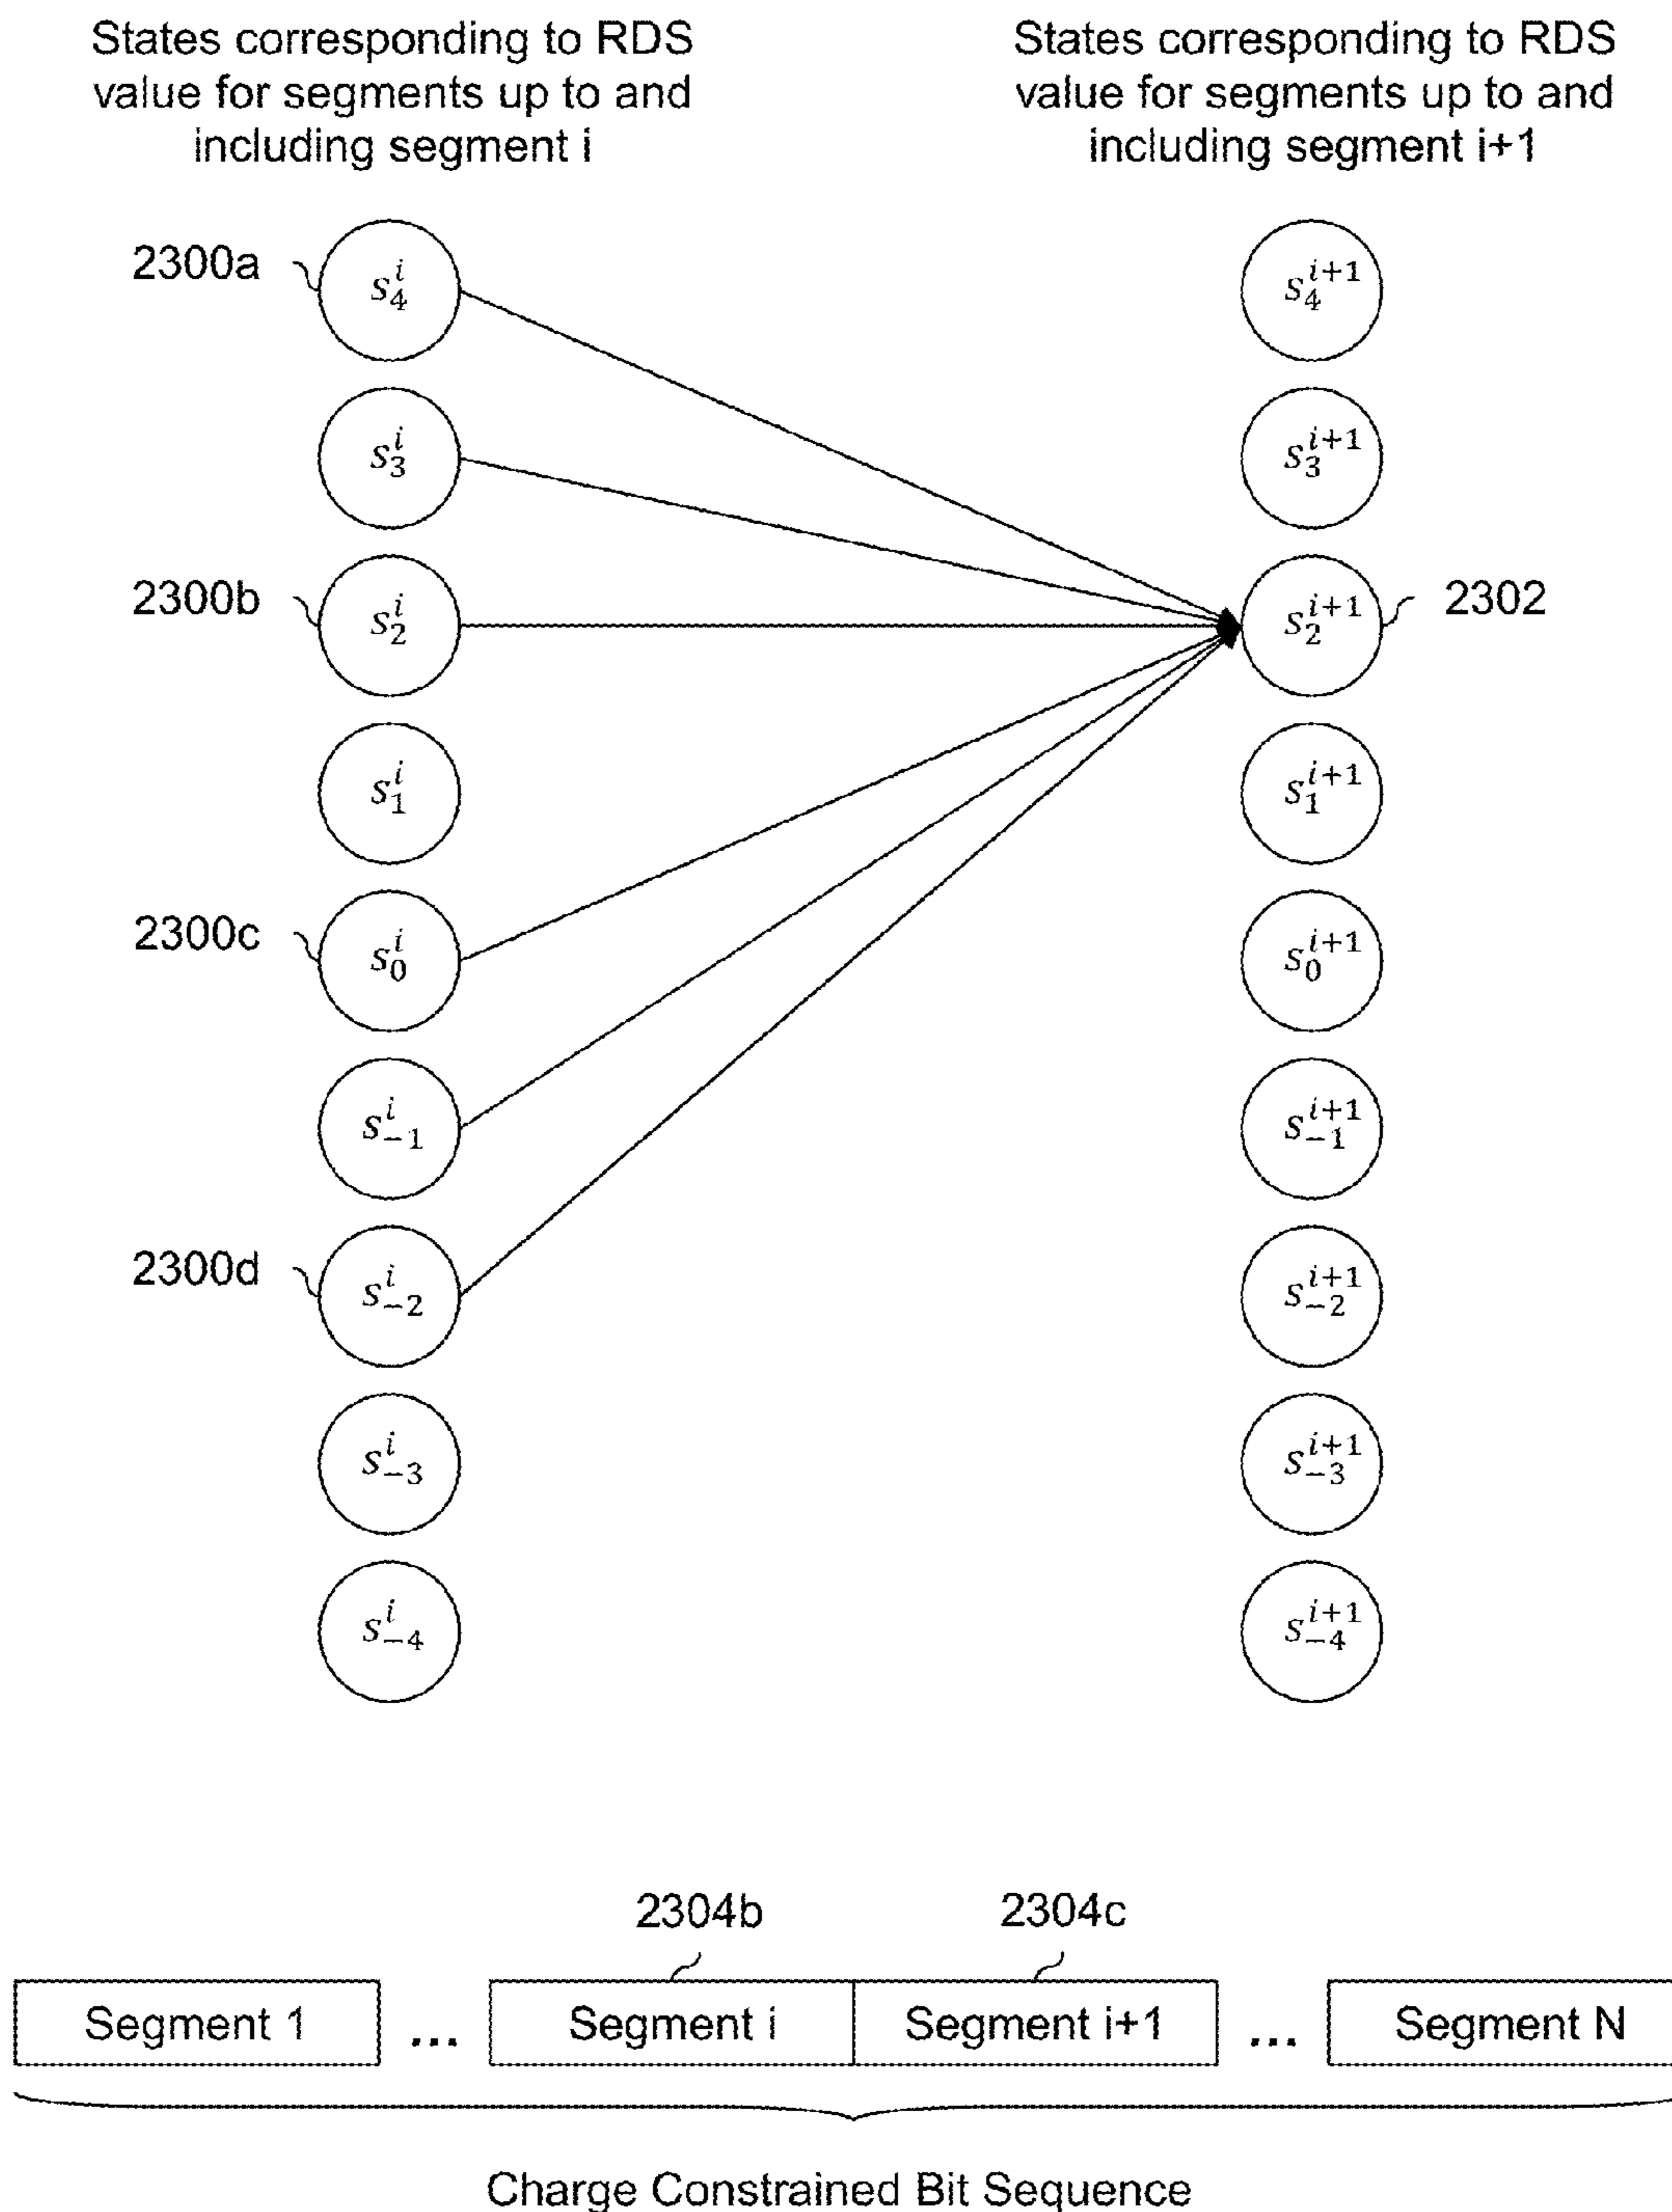 States corresponding to RDS States corresponding to RDS
value for segments up to and value for segments up to and
including segment i including segment i+1
2300a s_4^i s_4^{i+1}
s_3^i s_3^{i+1}
2300b s_2^i s_2^{i+1} 2302
s_1^i s_1^{i+1}
2300c s_0^i s_0^{i+1}
s_{-1}^i s_{-1}^{i+1}
2300d s_{-2}^i s_{-2}^{i+1}
s_{-3}^i s_{-3}^{i+1}
s_{-4}^i s_{-4}^{i+1}
2304b 2304c
Segment 1 ... Segment i Segment i+1 ... Segment N
Charge Constrained Bit Sequence